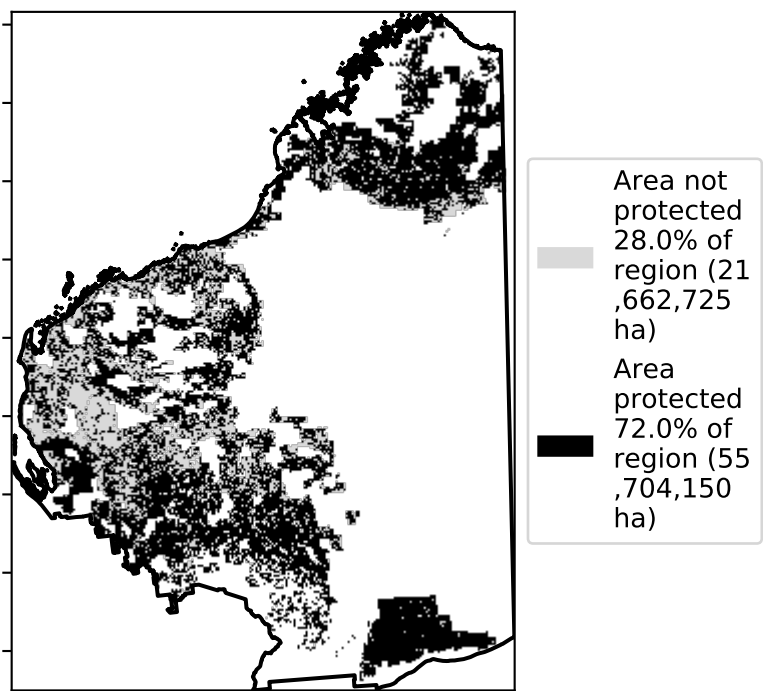 Area not
protected
28.0% of
region (21
,662,725
ha)
Area
protected
72.0% of
region (55
,704,150
ha)